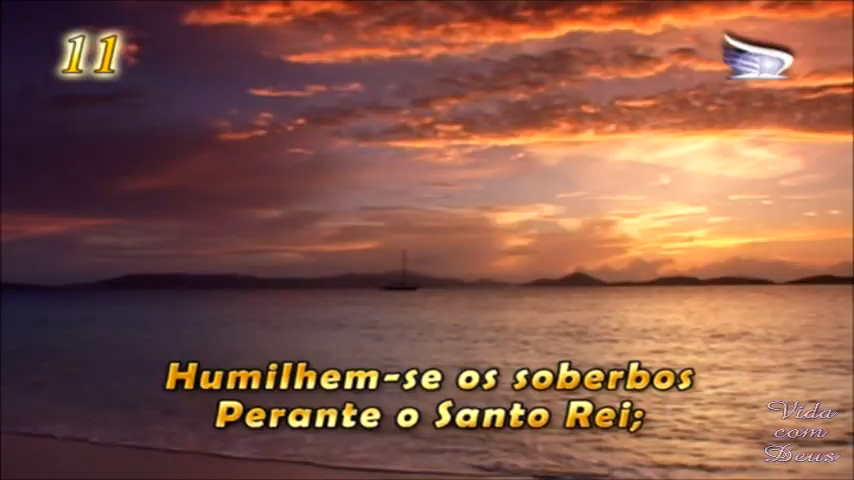 11
Humilhem-se os soberbos
Perante o Santo Rei;
Vida
com
Deus